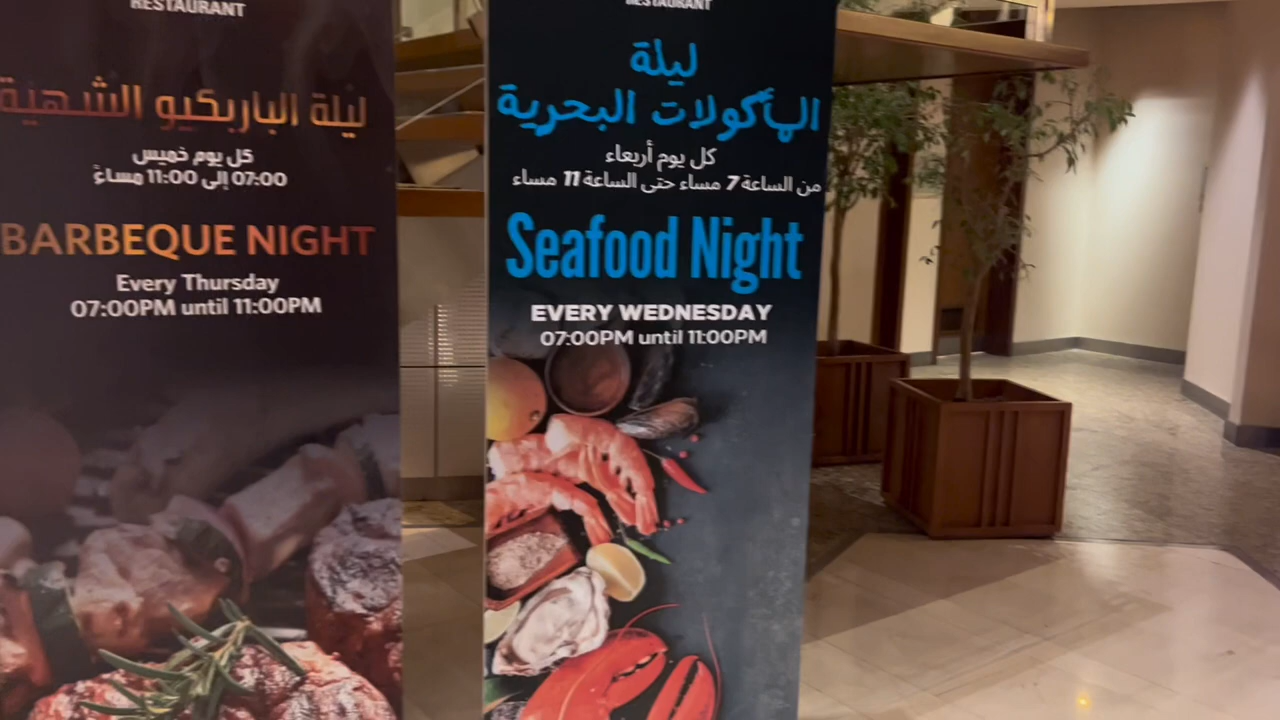 RESTAURANT
ليلة الباربكيو الشهية
كل يوم خميس
07:00 إلى 11:00 مساءً
BARBEQUE NIGHT
Every Thursday
07:00PM until 11:00PM
RESTAURANT
ليلة
المأكولات البحرية
كل يوم أربعاء
من الساعة 7 مساء حتى الساعة 11 مساء
Seafood Night
EVERY WEDNESDAY
07:00PM until 11:00PM